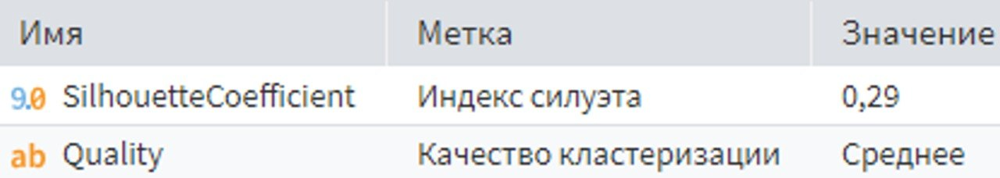 Имя Метка Значение
9.0 SilhouetteCoefficient Индекс силуэта 0,29
ab Quality Качество кластеризации Среднее